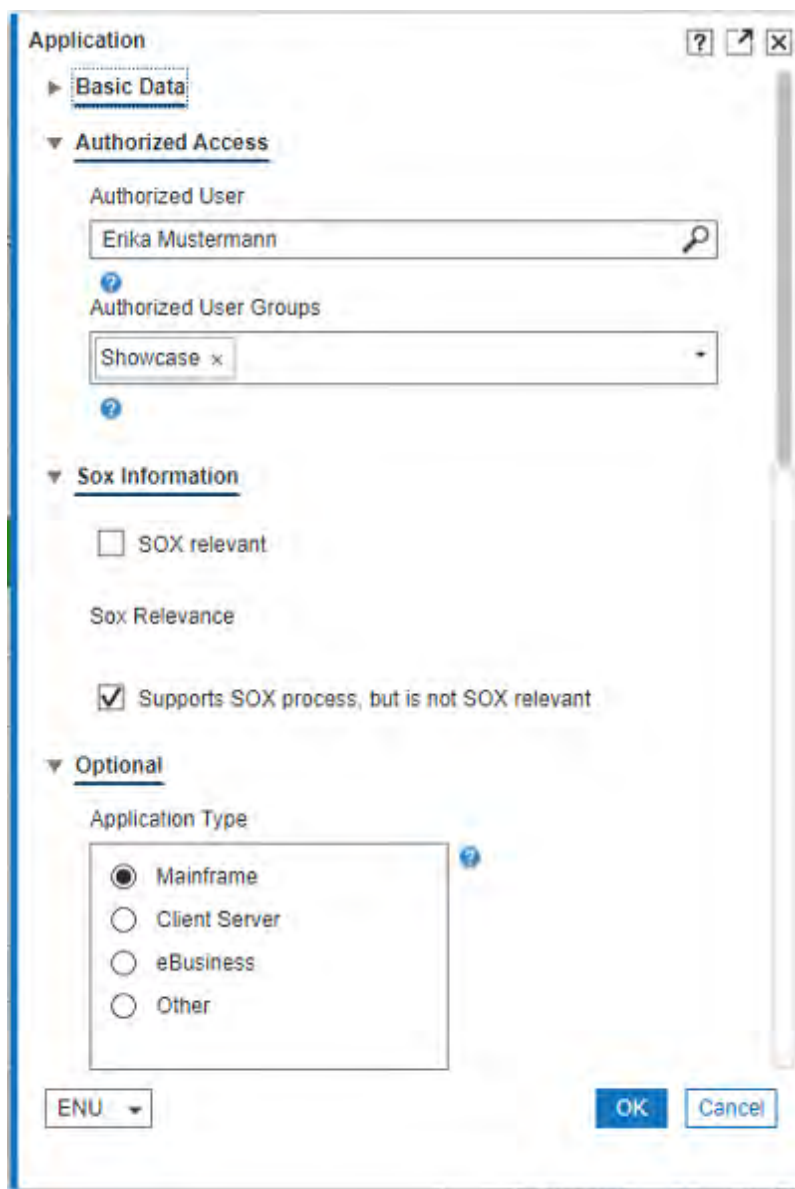 Application
Basic Data
Authorized Access
Authorized User
Erika Mustermann
Authorized User Groups
Showcase ×
Sox Information
SOX relevant
Sox Relevance
Supports SOX process, but is not SOX relevant
Optional
Application Type
Mainframe
Client Server
eBusiness
Other
ENU OK Cancel